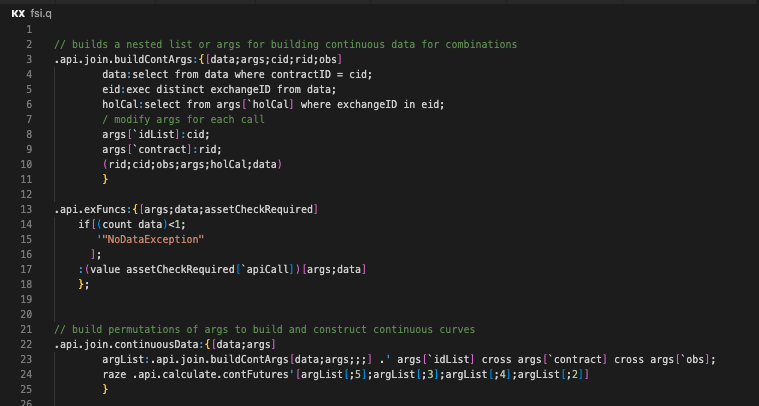 KX fsi.q
1
2 // builds a nested list or args for building continuous data for combinations
3 .api.join.buildContArgs:{[data;args;cid;rid;obs]
4 data:select from data where contractID = cid;
5 eid:exec distinct exchangeID from data;
6 holCal:select from args[`holCal] where exchangeID in eid;
7 / modify args for each call
8 args[`idList]:cid;
9 args[`contract]:rid;
10 (rid;cid;obs;args;holCal;data)
11 }
12
13 .api.exFuncs:{[args;data;assetCheckRequired]
14 if[(count data)<1;
15 '"NoDataException"
16 ];
17 :(value assetCheckRequired[`apiCall])[args;data]
18 };
19
20
21 // build permutations of args to build and construct continuous curves
22 .api.join.continuousData:{[data;args]
23 argList:.api.join.buildContArgs[data;args;;;] .' args[`idList] cross args[`contract] cross args[`obs];
24 raze .api.calculate.contFutures'[argList[;5];argList[;3];argList[;4];argList[;2]]
25 }
26